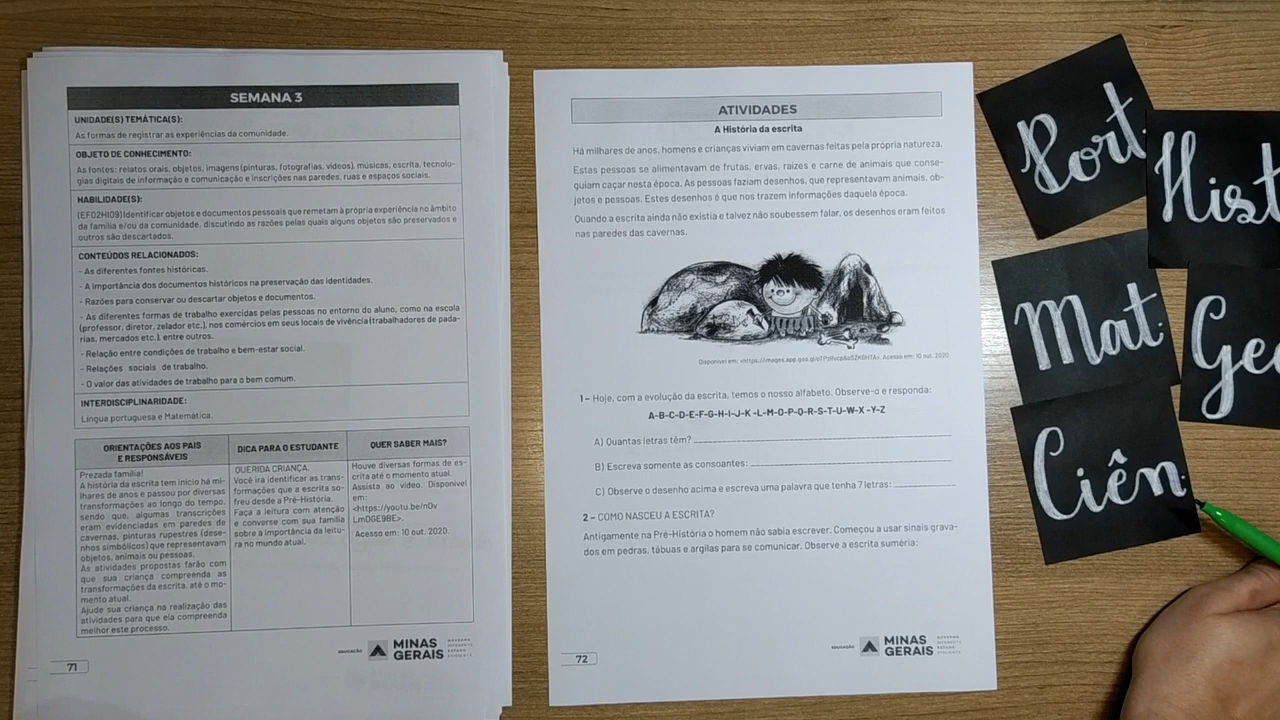 SEMANA 3
UNIDADE(S) TEMÁTICA(S):
As formas de registrar as experiências da comunidade.
OBJETO DE CONHECIMENTO:
As fontes: relatos orais, objetos, imagens (pinturas, fotografias, vídeos), músicas, escrita, tecnolo-
gias digitais de informação e comunicação e inscrições nas paredes, ruas e espaços sociais.
HABILIDADE(S):
(EF02HI09) Identificar objetos e documentos pessoais que remetam à própria experiência no âmbito
da família e/ou da comunidade, discutindo as razões pelas quais alguns objetos são preservados e
outros são descartados.
CONTEÚDOS RELACIONADOS:
- As diferentes fontes históricas.
- A importância dos documentos históricos na preservação das identidades.
- Razões para conservar ou descartar objetos e documentos.
- As diferentes formas de trabalho exercidas pelas pessoas no entorno do aluno, como na escola
(professor, diretor, zelador etc.), nos comércios em seus locais de vivência (trabalhadores de pada-
rias, mercados etc.), entre outros.
- Relação entre condições de trabalho e bem-estar social.
- Relações sociais de trabalho.
- O valor das atividades de trabalho para o bem comum.
INTERDISCIPLINARIDADE:
Língua portuguesa e Matemática.
ORIENTAÇÕES AOS PAIS
E RESPONSÁVEIS
Prezada família!
A história da escrita tem início há mi-
lhares de anos e passou por diversas
transformações ao longo do tempo,
sendo que, algumas transcrições
eram evidenciadas em paredes de
cavernas, pinturas rupestres (dese-
nhos simbólicos) que representavam
objetos, animais ou pessoas.
As atividades propostas farão com
que sua criança compreenda as
transformações da escrita, até o mo-
mento atual.
Ajude sua criança na realização das
atividades para que ela compreenda
melhor este processo.
DICA PARA O ESTUDANTE
QUERIDA CRIANÇA,
Você irá identificar as trans-
formações que a escrita so-
freu desde a Pré-História.
Faça a leitura com atenção
e converse com sua família
sobre a importância da leitu-
ra no mundo atual.
QUER SABER MAIS?
Houve diversas formas de es-
crita até o momento atual.
Assista ao vídeo. Disponível
em:
<https://youtu.be/nOv
LmDGE9BE>.
Acesso em: 10 out. 2020.
71
EDUCAÇÃO
MINAS
GERAIS
GOVERNO
DIFERENTE
ESTADO
EFICIENTE
ATIVIDADES
A História da escrita
Há milhares de anos, homens e crianças viviam em cavernas feitas pela própria natureza.
Estas pessoas se alimentavam de frutas, ervas, raízes e carne de animais que conse-
guiam caçar nesta época. As pessoas faziam desenhos, que representavam animais, ob-
jetos e pessoas. Estes desenhos é que nos trazem informações daquela época.
Quando a escrita ainda não existia e talvez não soubessem falar, os desenhos eram feitos
nas paredes das cavernas.
Disponível em: Acesso em: 10 out. 2020.
1 – Hoje, com a evolução da escrita, temos o nosso alfabeto. Observe-o e responda:
A-B-C-D-E-F-G-H-I-J-K-L-M-O-P-Q-R-S-T-U-W-X-Y-Z
A) Quantas letras têm?
B) Escreva somente as consoantes:
C) Observe o desenho acima e escreva uma palavra que tenha 7 letras:
2 – COMO NASCEU A ESCRITA?
Antigamente na Pré-História o homem não sabia escrever. Começou a usar sinais grava-
dos em pedras, tábuas e argilas para se comunicar. Observe a escrita suméria:
72
EDUCAÇÃO
MINAS
GERAIS
GOVERNO
DIFERENTE
ESTADO
EFICIENTE
Port.
Hist
Mat.
Geo
Ciên.